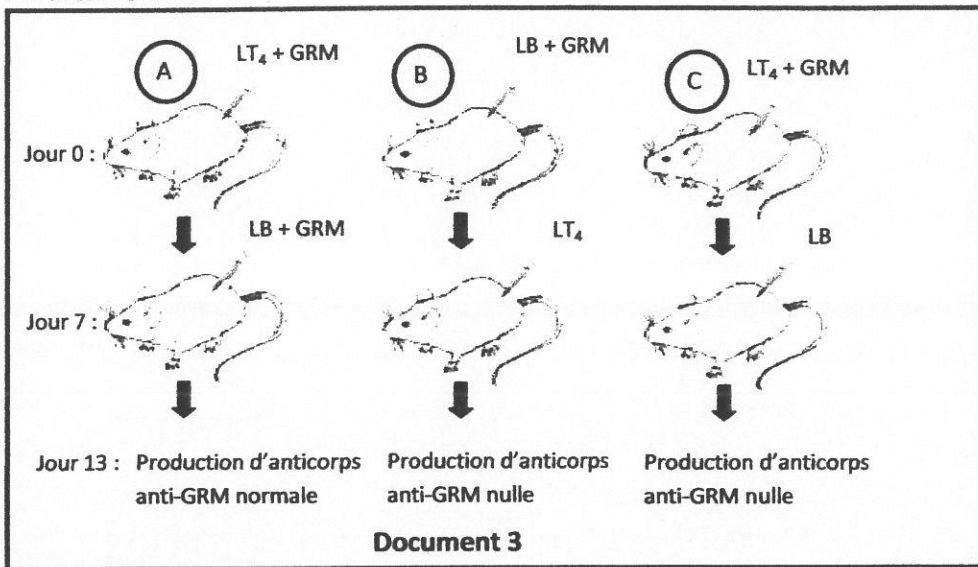 A LT₄ + GRM B LB + GRM C LT₄ + GRM
Jour 0 :
LB + GRM LT₄ LB
Jour 7 :
Jour 13 : Production d'anticorps Production d'anticorps Production d'anticorps
anti-GRM normale anti-GRM nulle anti-GRM nulle
Document 3